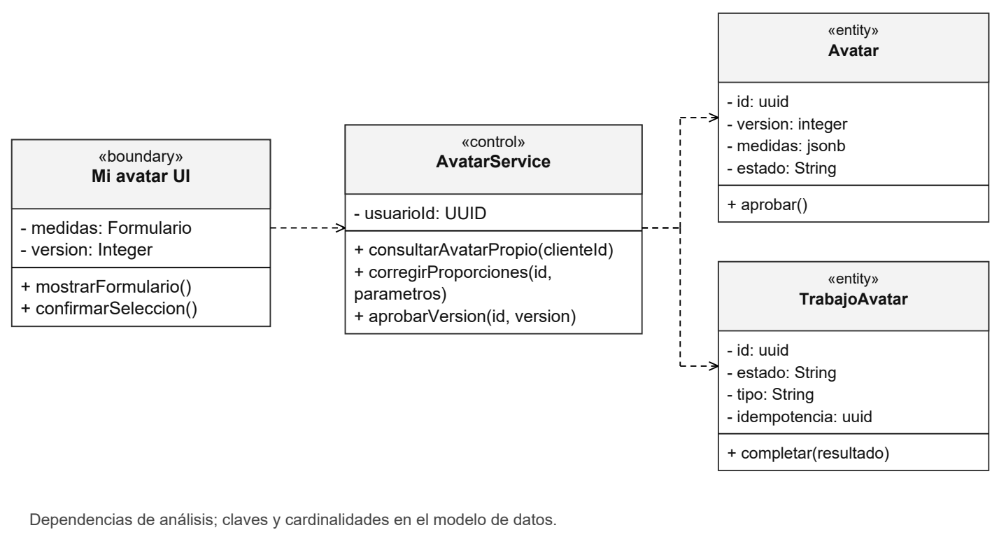 «boundary»
Mi avatar UI
- medidas: Formulario
- version: Integer
+ mostrarFormulario()
+ confirmarSeleccion()
«control»
AvatarService
- usuarioId: UUID
+ consultarAvatarPropio(clienteId)
+ corregirProporciones(id,
parametros)
+ aprobarVersion(id, version)
«entity»
Avatar
- id: uuid
- version: integer
- medidas: jsonb
- estado: String
+ aprobar()
«entity»
TrabajoAvatar
- id: uuid
- estado: String
- tipo: String
- idempotencia: uuid
+ completar(resultado)
Dependencias de análisis; claves y cardinalidades en el modelo de datos.